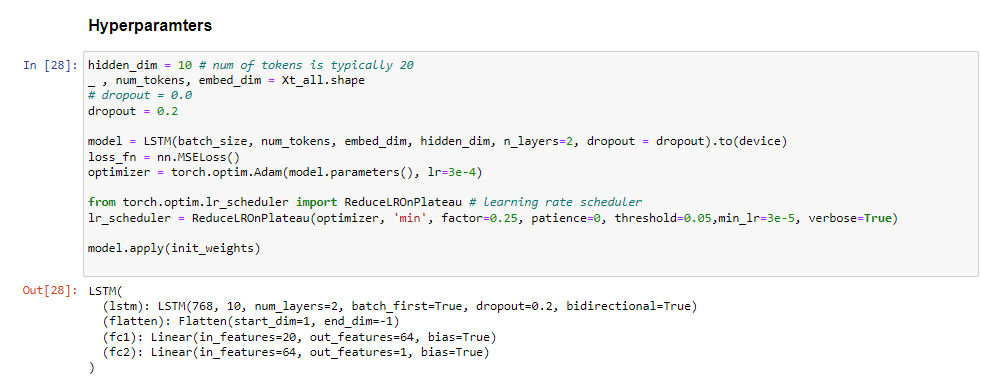 Hyperparamters
In [28]: hidden_dim = 10 # num of tokens is typically 20
_ , num_tokens, embed_dim = Xt_all.shape
# dropout = 0.0
dropout = 0.2
model = LSTM(batch_size, num_tokens, embed_dim, hidden_dim, n_layers=2, dropout = dropout).to(device)
loss_fn = nn.MSELoss()
optimizer = torch.optim.Adam(model.parameters(), lr=3e-4)
from torch.optim.lr_scheduler import ReduceLROnPlateau # learning rate scheduler
lr_scheduler = ReduceLROnPlateau(optimizer, 'min', factor=0.25, patience=0, threshold=0.05,min_lr=3e-5, verbose=True)
model.apply(init_weights)
Out[28]: LSTM(
(lstm): LSTM(768, 10, num_layers=2, batch_first=True, dropout=0.2, bidirectional=True)
(flatten): Flatten(start_dim=1, end_dim=-1)
(fc1): Linear(in_features=20, out_features=64, bias=True)
(fc2): Linear(in_features=64, out_features=1, bias=True)
)